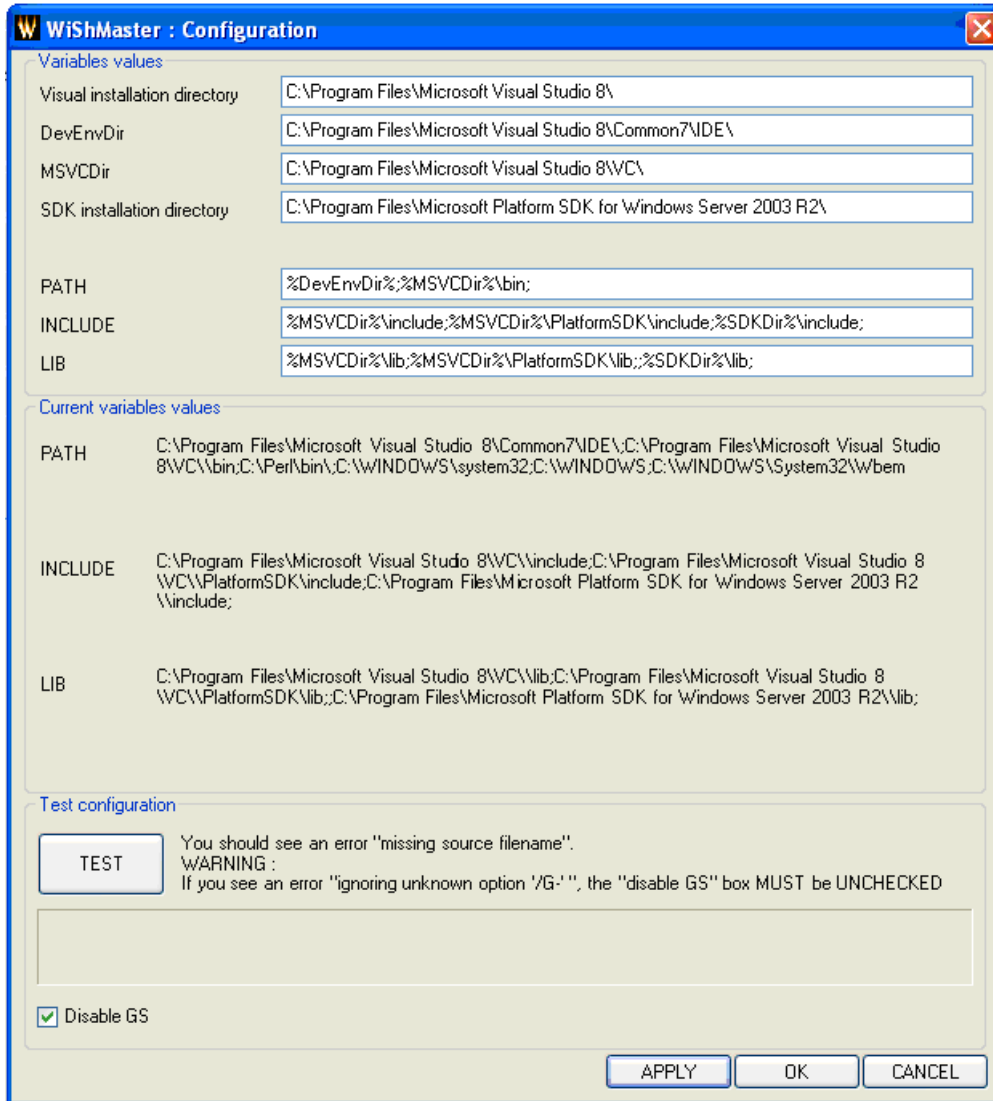 WiShMaster : Configuration
Variables values
Visual installation directory C:\Program Files\Microsoft Visual Studio 8\
DevEnvDir C:\Program Files\Microsoft Visual Studio 8\Common7\IDE\
MSVCDir C:\Program Files\Microsoft Visual Studio 8\VC\
SDK installation directory C:\Program Files\Microsoft Platform SDK for Windows Server 2003 R2\
PATH %DevEnvDir%;%MSVCDir%\bin;
INCLUDE %MSVCDir%\include;%MSVCDir%\PlatformSDK\include;%SDKDir%\include;
LIB %MSVCDir%\lib;%MSVCDir%\PlatformSDK\lib;;%SDKDir%\lib;
Current variables values
PATH C:\Program Files\Microsoft Visual Studio 8\Common7\IDE\;C:\Program Files\Microsoft Visual Studio
8\VC\\bin;C:\Perl\bin\;C:\WINDOWS\system32;C:\WINDOWS;C:\WINDOWS\System32\Wbem
INCLUDE C:\Program Files\Microsoft Visual Studio 8\VC\\include;C:\Program Files\Microsoft Visual Studio 8
\VC\\PlatformSDK\include;C:\Program Files\Microsoft Platform SDK for Windows Server 2003 R2
\\include;
LIB C:\Program Files\Microsoft Visual Studio 8\VC\\lib;C:\Program Files\Microsoft Visual Studio 8
\VC\\PlatformSDK\lib;;C:\Program Files\Microsoft Platform SDK for Windows Server 2003 R2\\lib;
Test configuration
TEST
You should see an error "missing source filename".
WARNING :
If you see an error "ignoring unknown option '/G-' ", the "disable GS" box MUST be UNCHECKED
Disable GS
APPLY OK CANCEL